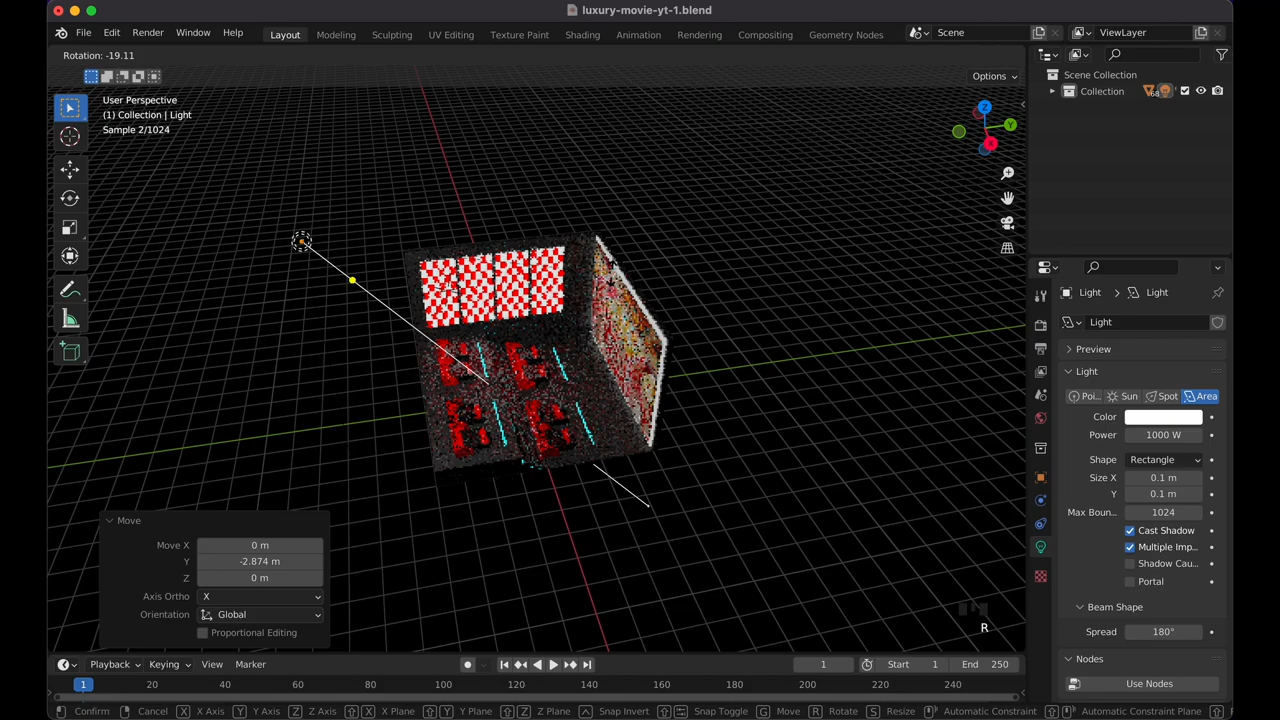 luxury-movie-yt-1.blend
File Edit Render Window Help Layout Modeling Sculpting UV Editing Texture Paint Shading Animation Rendering Compositing Geometry Nodes Scene ViewLayer
Rotation: -19.11
Options
User Perspective
(1) Collection | Light
Sample 2/1024
Z
Y
X
Scene Collection
Collection
68
Light Light
Light
Preview
Light
Poi... Sun Spot Area
Color
Power 1000 W
Shape Rectangle
Size X 0.1 m
Y 0.1 m
Max Boun... 1024
Cast Shadow
Multiple Imp...
Shadow Cau...
Portal
Beam Shape
Spread 180°
Nodes
Use Nodes
Move
Move X 0 m
Y -2.874 m
Z 0 m
Axis Ortho X
Orientation Global
Proportional Editing
R
Playback Keying View Marker 1 Start 1 End 250
1 20 40 60 80 100 120 140 160 180 200 220 240
Confirm Cancel X X Axis Y Y Axis Z Z Axis X X Plane Y Y Plane Z Z Plane Snap Invert Snap Toggle G Move R Rotate S Resize Automatic Constraint Automatic Constraint Plane